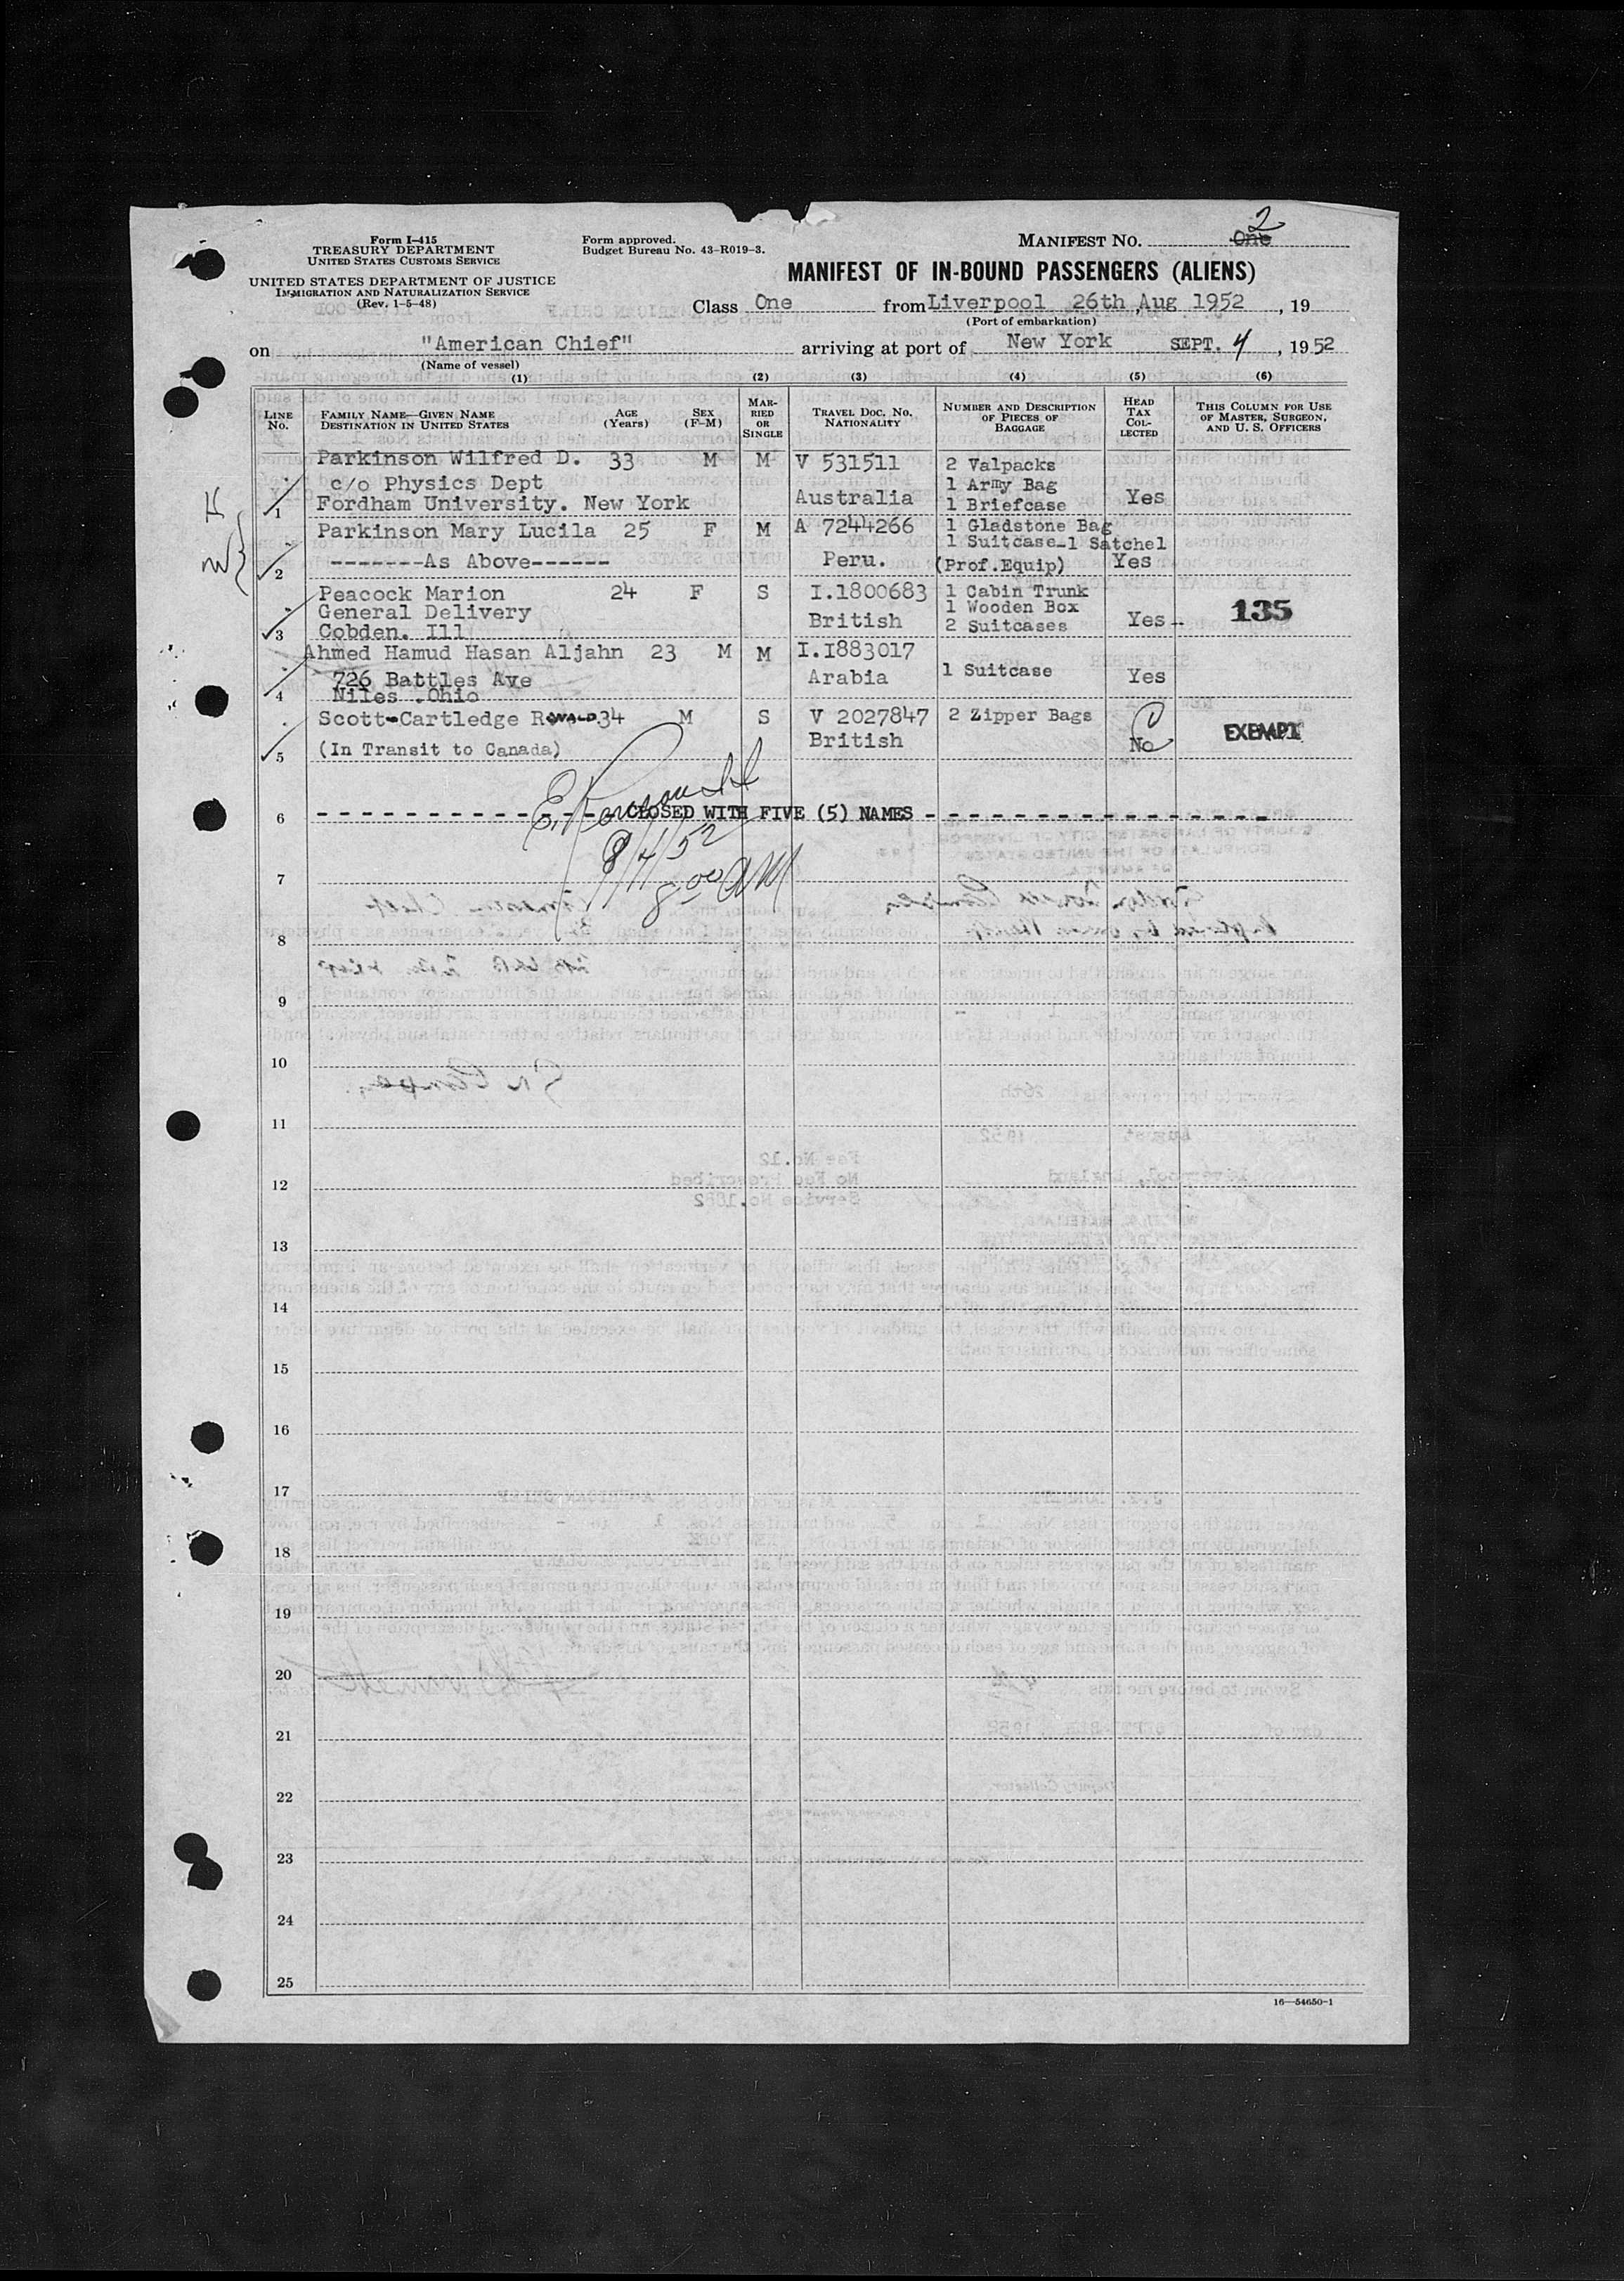 Form I-415
TREASURY DEPARTMENT
UNITED STATES CUSTOMS SERVICE
UNITED STATES DEPARTMENT OF JUSTICE
IMMIGRATION AND NATURALIZATION SERVICE
(Rev. 1-5-48)
Form approved.
Budget Bureau No. 43-R019-3.
MANIFEST NO. One 2
MANIFEST OF IN-BOUND PASSENGERS (ALIENS)
Class One from Liverpool 26th Aug 1952, 19
(Port of embarkation)
on "American Chief" arriving at port of New York SEPT. 4, 1952
(Name of vessel)
(1) (2) (3) (4) (5) (6)
LINE NO.
FAMILY NAME—GIVEN NAME
DESTINATION IN UNITED STATES
AGE (Years)
SEX (F-M)
MARRIED OR SINGLE
TRAVEL DOC. NO.
NATIONALITY
NUMBER AND DESCRIPTION OF PIECES OF BAGGAGE
HEAD TAX COLLECTED
THIS COLUMN FOR USE OF MASTER, SURGEON, AND U. S. OFFICERS
Parkinson Wilfred D. 33 M M V 531511 2 Valpacks
c/o Physics Dept 1 Army Bag
1 Fordham University. New York Australia 1 Briefcase Yes
Parkinson Mary Lucila 25 F M A 7244266 1 Gladstone Bag
1 Suitcase-1 Satchel
2 -------As Above------ Peru. (Prof.Equip) Yes
Peacock Marion 24 F S I.1800683 1 Cabin Trunk
General Delivery 1 Wooden Box
3 Cobden. Ill British 2 Suitcases Yes 135
Ahmed Hamud Hasan Aljahn 23 M M I.I883017
726 Battles Ave Arabia 1 Suitcase Yes
4 Niles .Ohio
Scott-Cartledge RONALD 34 M S V 2027847 2 Zipper Bags
5 (In Transit to Canada) British No EXEMPT
6 - - - - - CLOSED WITH FIVE (5) NAMES - - - - -
9/4/52
8 00 AM
7
8
9
10
11
12
13
14
15
16
17
18
19
20
21
22
23
24
25
16—54650-1